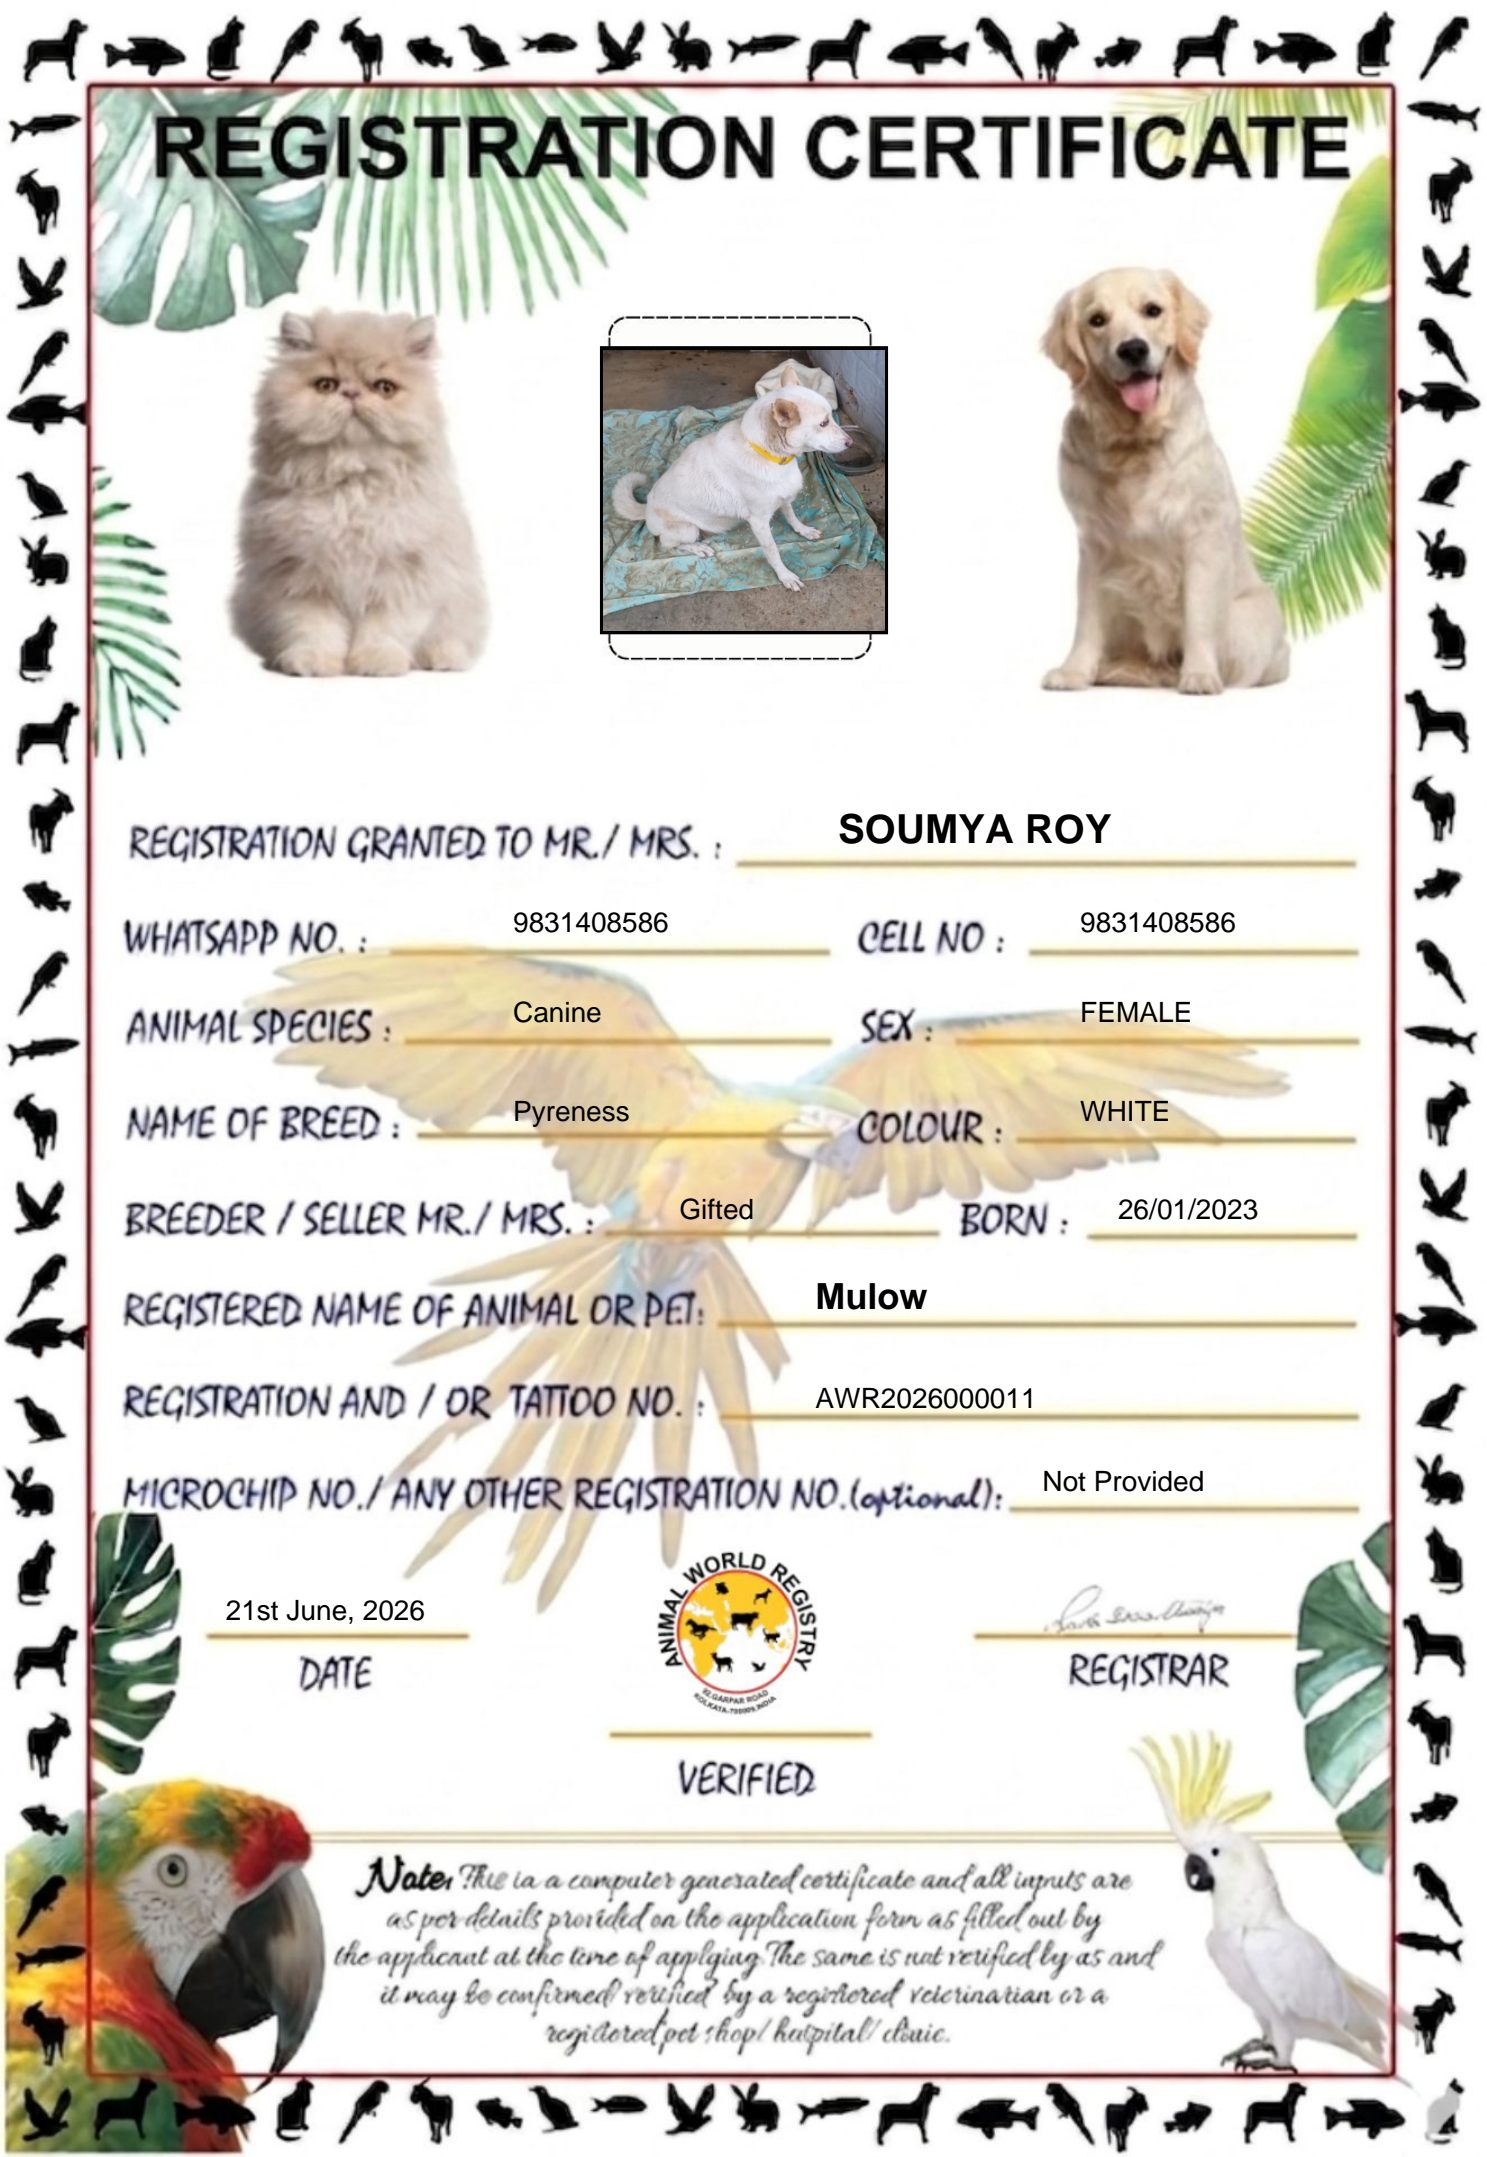 REGISTRATION CERTIFICATE
REGISTRATION GRANTED TO MR./ MRS. : SOUMYA ROY
WHATSAPP NO. : 9831408586 CELL NO : 9831408586
ANIMAL SPECIES : Canine SEX : FEMALE
NAME OF BREED : Pyreness COLOUR : WHITE
BREEDER / SELLER MR./ MRS. : Gifted BORN : 26/01/2023
REGISTERED NAME OF ANIMAL OR PET: Mulow
REGISTRATION AND / OR TATTOO NO. : AWR2026000011
MICROCHIP NO./ ANY OTHER REGISTRATION NO.(optional): Not Provided
21st June, 2026
DATE
ANIMAL WORLD REGISTRY
92,GARPAR ROAD
KOLKATA-700009,INDIA
REGISTRAR
VERIFIED
Note: This is a computer generated certificate and all inputs are
as per details provided on the application form as filled out by
the applicant at the time of applying. The same is not verified by us and
it may be confirmed/ verified by a registered veterinarian or a
registered pet shop/ hospital/ clinic.